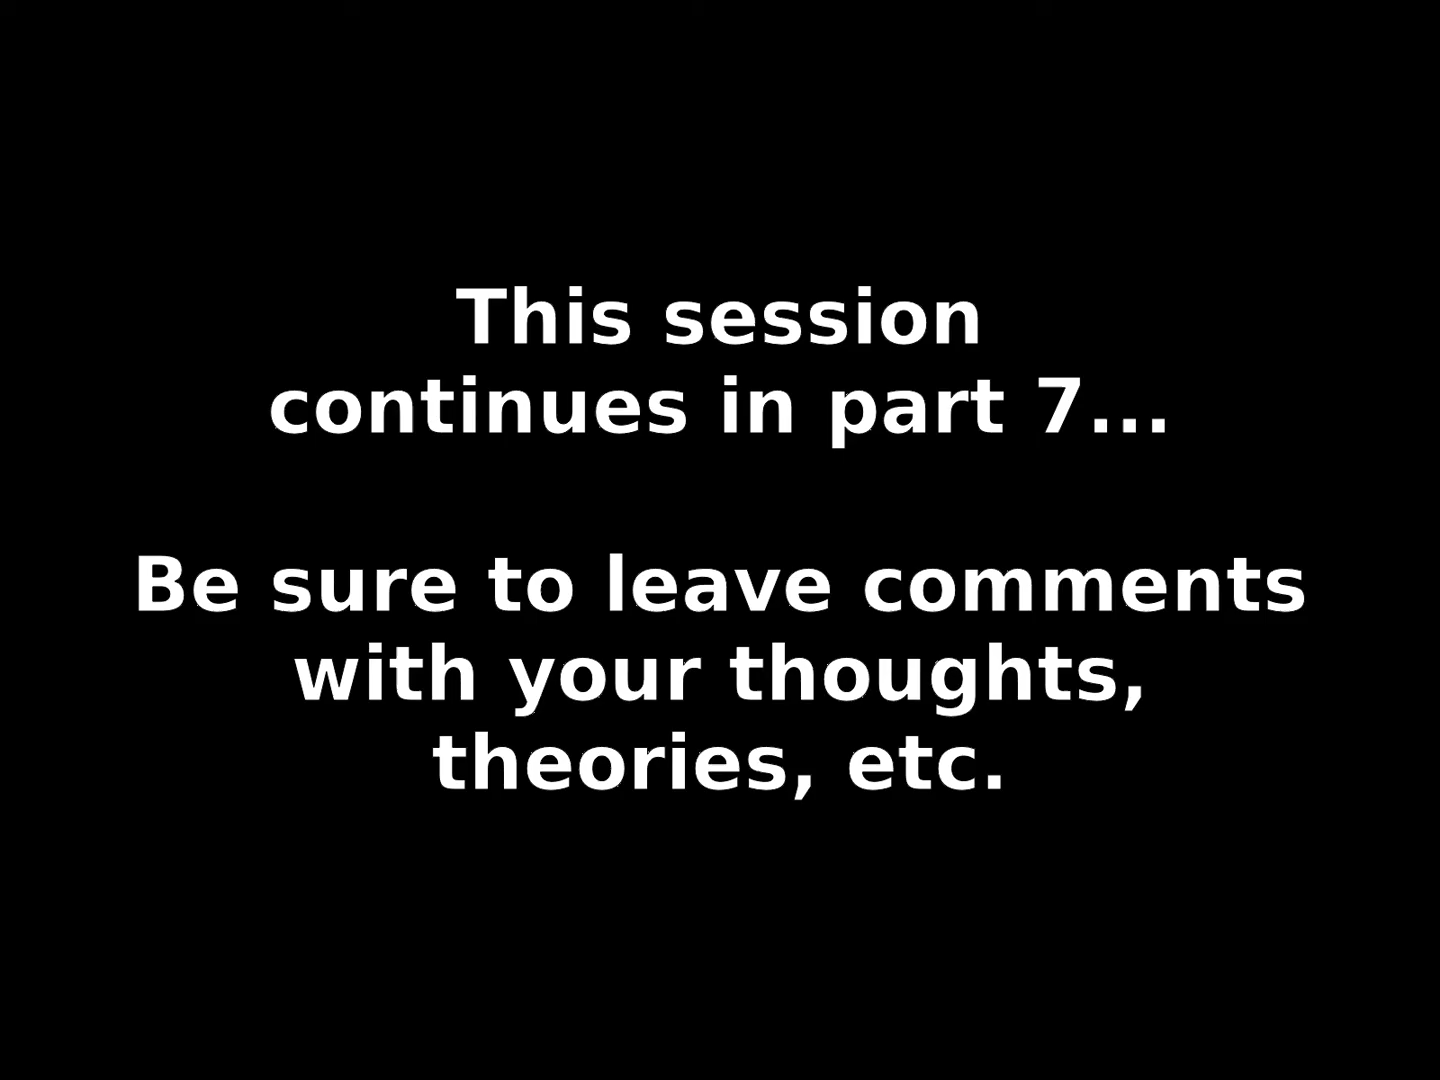 This session
continues in part 7...
Be sure to leave comments
with your thoughts,
theories, etc.